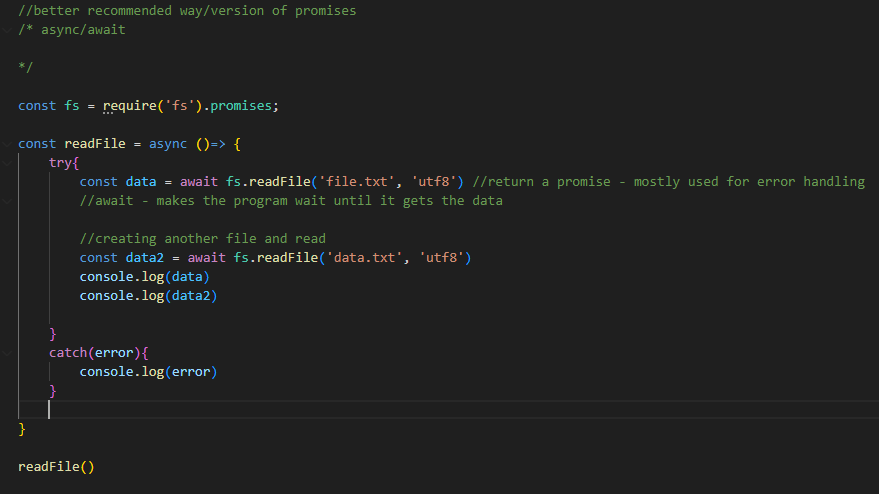 //better recommended way/version of promises
/* async/await
*/
const fs = require('fs').promises;
const readFile = async ()=> {
try{
const data = await fs.readFile('file.txt', 'utf8') //return a promise - mostly used for error handling
//await - makes the program wait until it gets the data
//creating another file and read
const data2 = await fs.readFile('data.txt', 'utf8')
console.log(data)
console.log(data2)
}
catch(error){
console.log(error)
}
}
readFile()